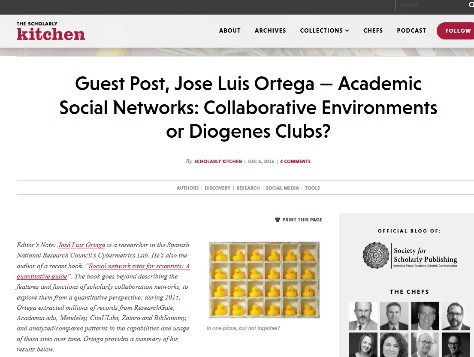 THE SCHOLARLY
kitchen
ABOUT ARCHIVES COLLECTIONS CHEFS PODCAST FOLLOW
Guest Post, Jose Luis Ortega — Academic
Social Networks: Collaborative Environments
or Diogenes Clubs?
By SCHOLARLY KITCHEN | DEC 8, 2016 | 4 COMMENTS
AUTHORS | DISCOVERY | RESEARCH | SOCIAL MEDIA | TOOLS
PRINT THIS PAGE
Editor's Note: José Luis Ortega is a researcher in the Spanish
National Research Council's Cybermetrics Lab. He's also the
author of a recent book, "Social network sites for scientists: A
quantitative guide". The book goes beyond describing the
features and functions of scholarly collaboration networks, to
explore them from a quantitative perspective; during 2015,
Ortega extracted millions of records from ResearchGate,
Academia.edu, Mendeley, CiteULike, Zotero and BibSonomy,
and analyzed/compared patterns in the capabilities and usage
of these sites over time. Ortega provides a summary of his
results below.
In one place, but not together?
OFFICIAL BLOG OF:
Society for
Scholarly Publishing
THE CHEFS